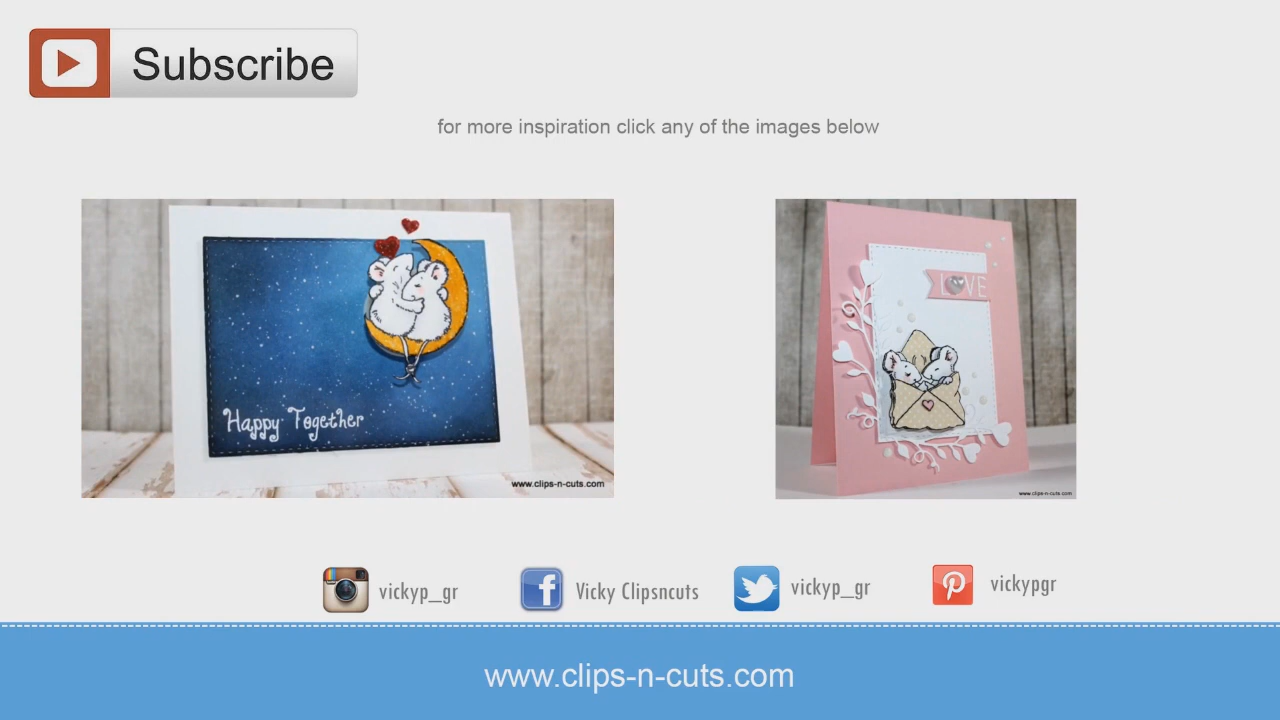 Subscribe
for more inspiration click any of the images below
Happy Together
www.clips-n-cuts.com
LOVE
www.clips-n-cuts.com
vickyp_gr
Vicky Clipsncuts
vickyp_gr
vickypgr
www.clips-n-cuts.com